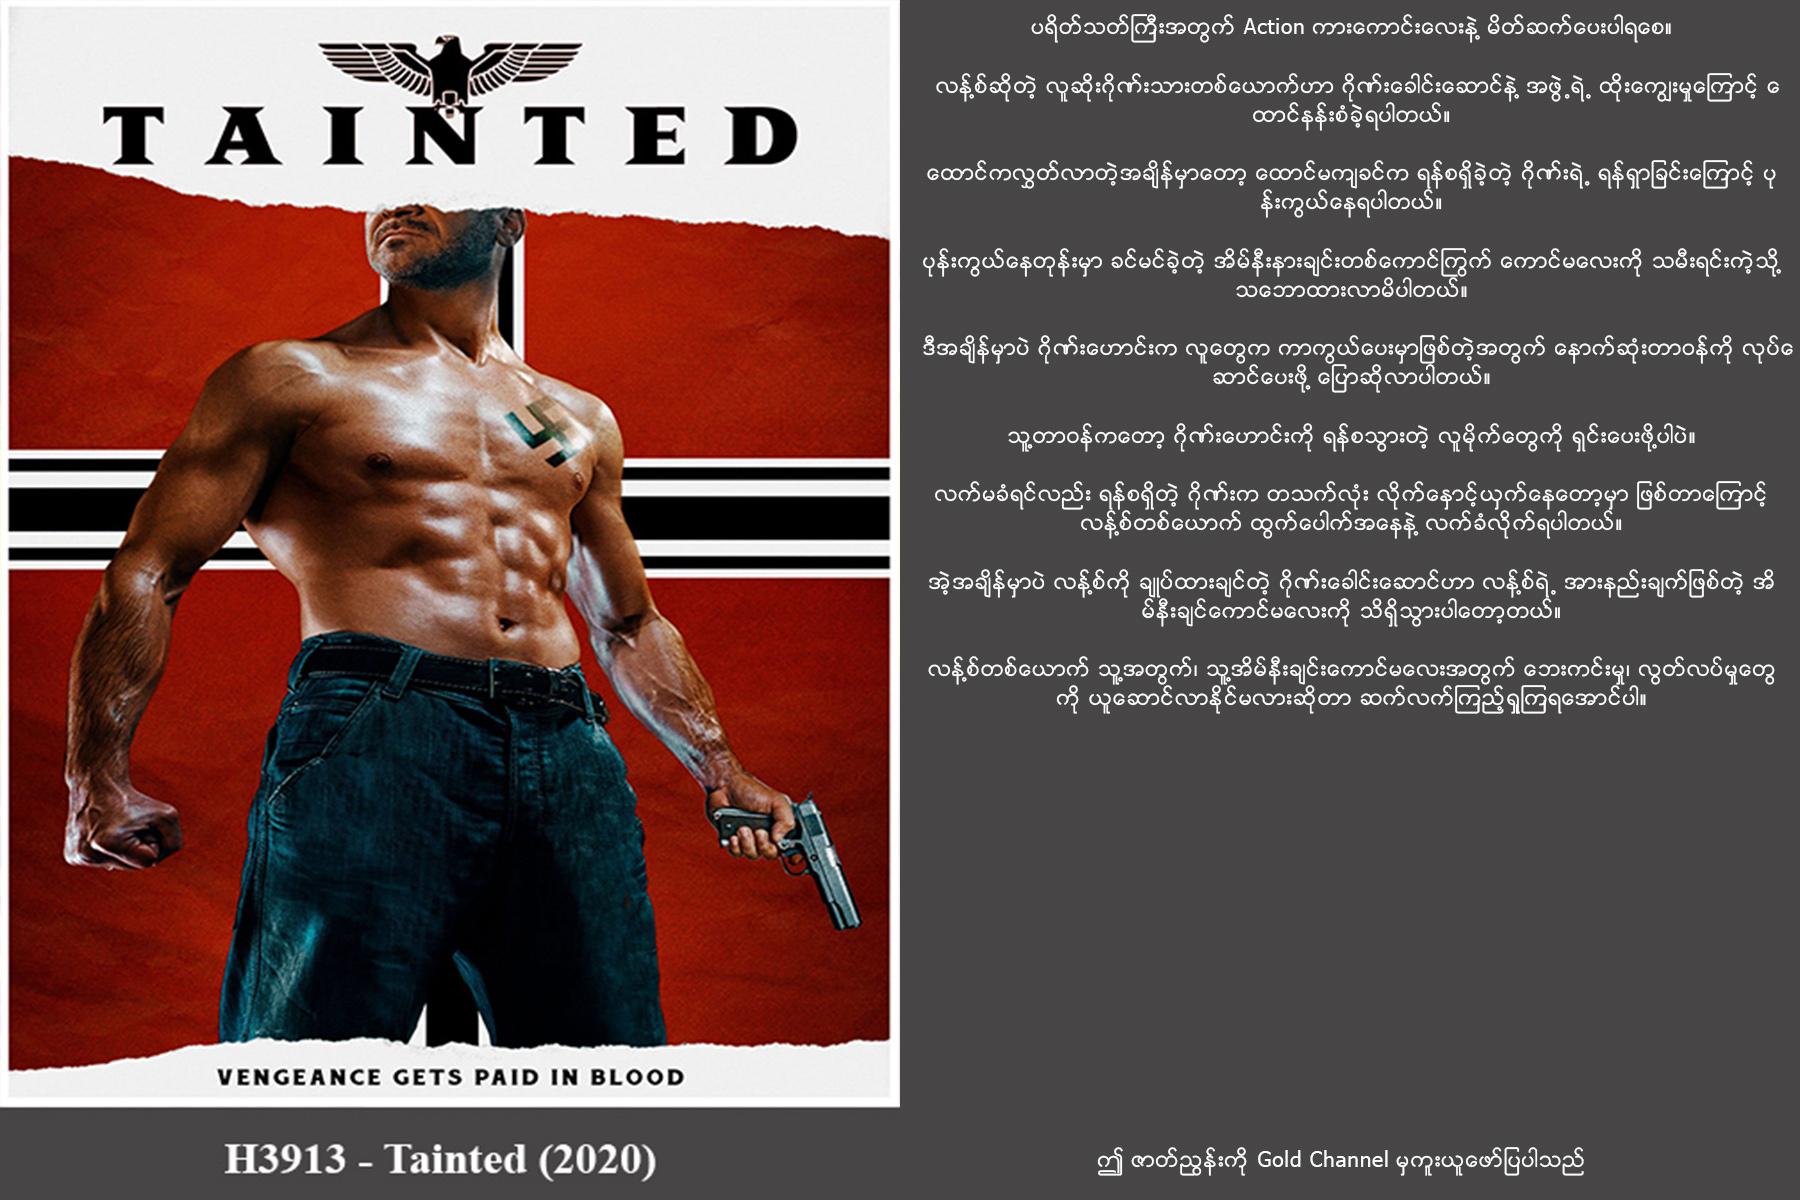 TAINTED
VENGEANCE GETS PAID IN BLOOD
H3913 - Tainted (2020)
ပရိတ်သတ်ကြီးအတွက် Action ကားကောင်းလေးနဲ့ မိတ်ဆက်ပေးပါရစေ။
လန့်စ်ဆိုတဲ့ လူဆိုးဂိုဏ်းသားတစ်ယောက်ဟာ ဂိုဏ်းခေါင်းဆောင်နဲ့ အဖွဲ့ရဲ့ ထိုးကျွေးမှုကြောင့် ေ
ထာင်နန်းစံခဲ့ရပါတယ်။
ထောင်ကလွှတ်လာတဲ့အချိန်မှာတော့ ထောင်မကျခင်က ရန်စရှိခဲ့တဲ့ ဂိုဏ်းရဲ့ ရန်ရှာခြင်းကြောင့် ပု
န်းကွယ်နေရပါတယ်။
ပုန်းကွယ်နေတုန်းမှာ ခင်မင်ခဲ့တဲ့ အိမ်နီးနားချင်းတစ်ကောင်ကြွက် ကောင်မလေးကို သမီးရင်းကဲ့သို့
သဘောထားလာမိပါတယ်။
ဒီအချိန်မှာပဲ ဂိုဏ်းဟောင်းက လူတွေက ကာကွယ်ပေးမှာဖြစ်တဲ့အတွက် နောက်ဆုံးတာဝန်ကို လုပ်ေ
ဆာင်ပေးဖို့ ပြောဆိုလာပါတယ်။
သူ့တာဝန်ကတော့ ဂိုဏ်းဟောင်းကို ရန်စသွားတဲ့ လူမိုက်တွေကို ရှင်းပေးဖို့ပါပဲ။
လက်မခံရင်လည်း ရန်စရှိတဲ့ ဂိုဏ်းက တသက်လုံး လိုက်နှောင့်ယှက်နေတော့မှာ ဖြစ်တာကြောင့်
လန့်စ်တစ်ယောက် ထွက်ပေါက်အနေနဲ့ လက်ခံလိုက်ရပါတယ်။
အဲ့အချိန်မှာပဲ လန့်စ်ကို ချုပ်ထားချင်တဲ့ ဂိုဏ်းခေါင်းဆောင်ဟာ လန့်စ်ရဲ့ အားနည်းချက်ဖြစ်တဲ့ အိ
မ်နီးချင်ကောင်မလေးကို သိရှိသွားပါတော့တယ်။
လန့်စ်တစ်ယောက် သူ့အတွက်၊ သူ့အိမ်နီးချင်းကောင်မလေးအတွက် ဘေးကင်းမှု၊ လွတ်လပ်မှုတွေ
ကို ယူဆောင်လာနိုင်မလားဆိုတာ ဆက်လက်ကြည့်ရှုကြရအောင်ပါ။
ဤ ဇာတ်ညွှန်းကို Gold Channel မှကူးယူဖော်ပြပါသည်